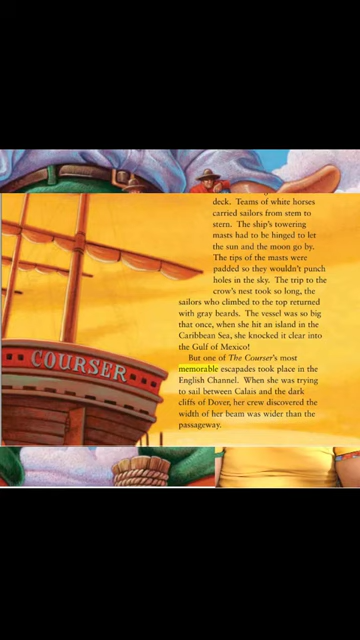 deck. Teams of white horses
carried sailors from stem to
stern. The ship's towering
masts had to be hinged to let
the sun and the moon go by.
The tips of the masts were
padded so they wouldn't punch
holes in the sky. The trip to the
crow's nest took so long, the
sailors who climbed to the top returned
with gray beards. The vessel was so big
that once, when she hit an island in the
Caribbean Sea, she knocked it clear into
the Gulf of Mexico!
But one of The Courser's most
memorable escapades took place in the
English Channel. When she was trying
to sail between Calais and the dark
cliffs of Dover, her crew discovered the
width of her beam was wider than the
passageway.
COURSER